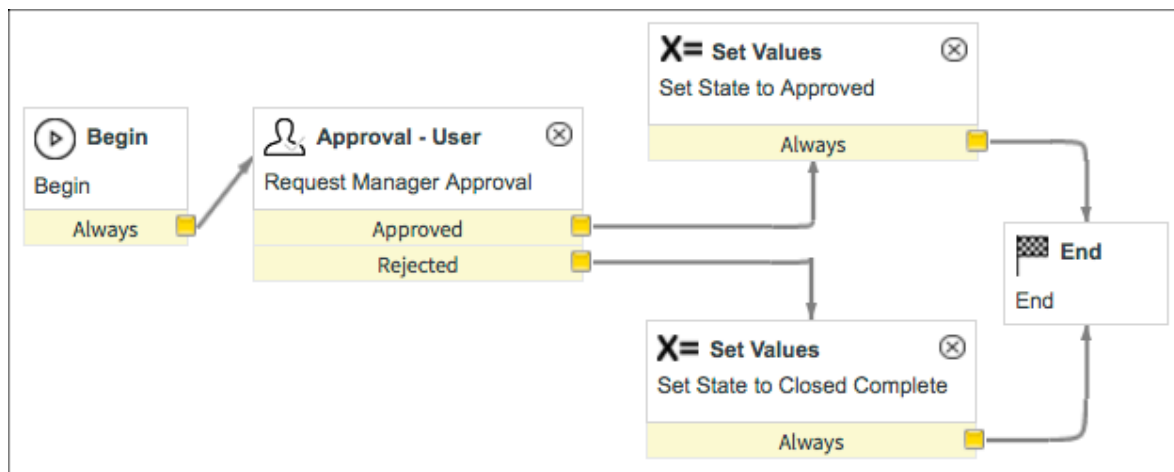 Begin
Begin
Always
Approval - User
Request Manager Approval
Approved
Rejected
X= Set Values
Set State to Approved
Always
X= Set Values
Set State to Closed Complete
Always
End
End